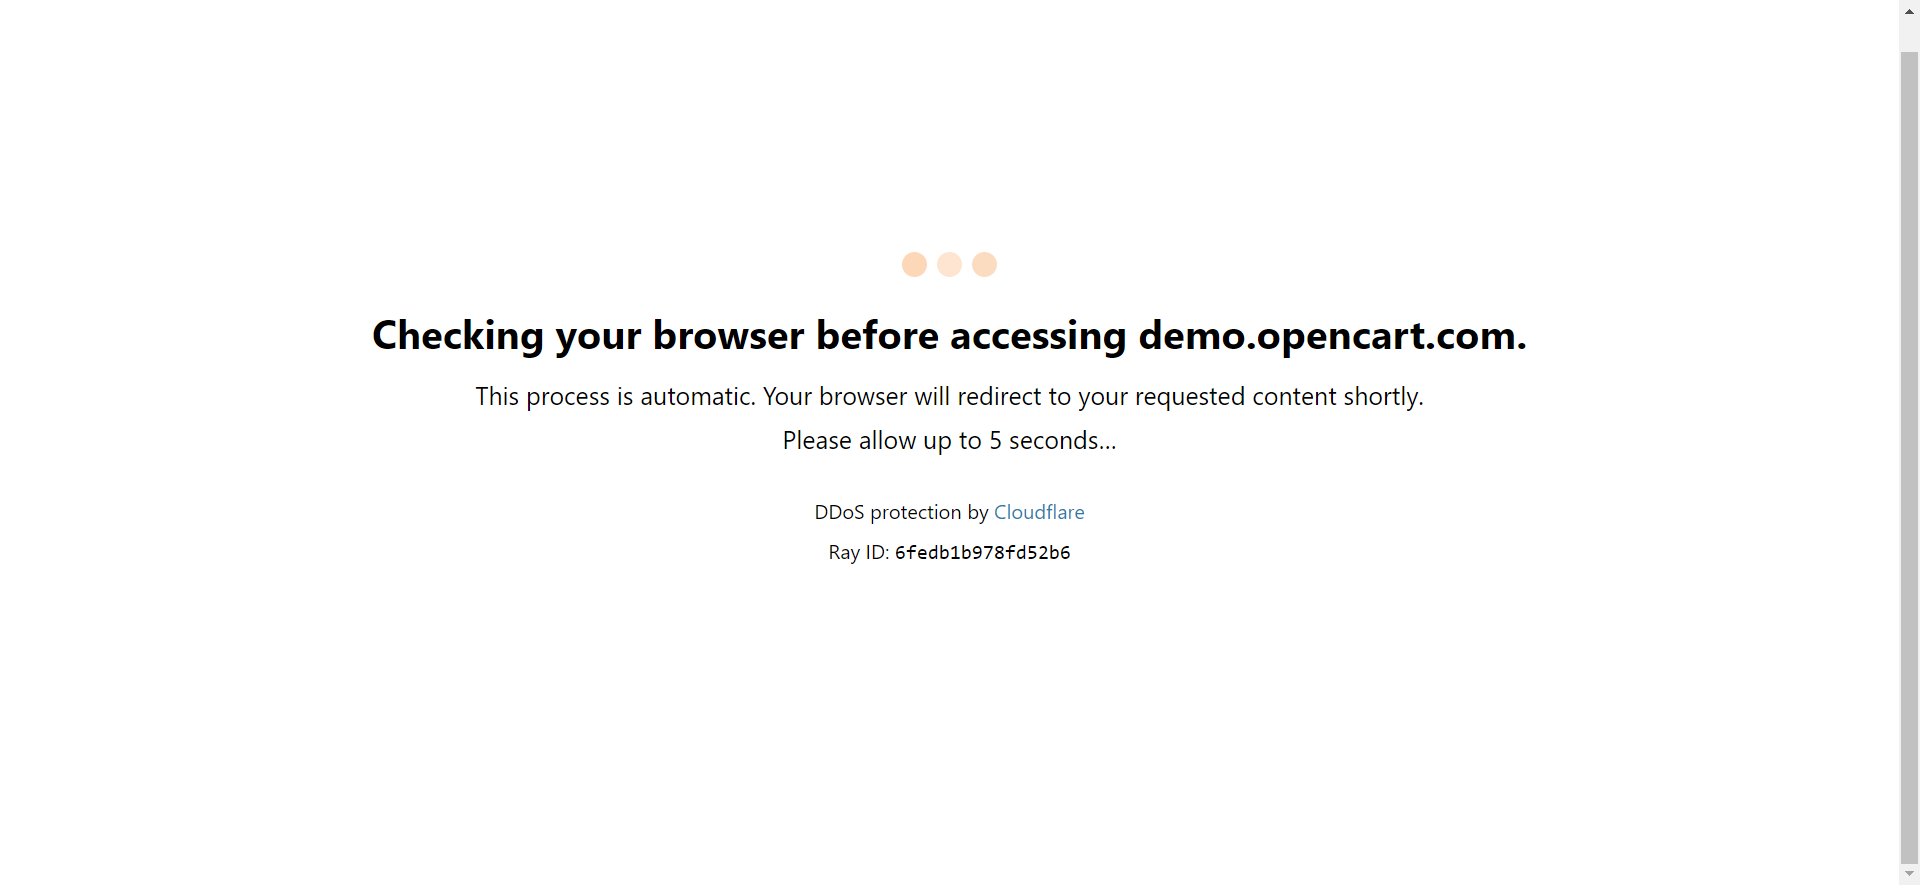 Checking your browser before accessing demo.opencart.com.
This process is automatic. Your browser will redirect to your requested content shortly.
Please allow up to 5 seconds…
DDoS protection by Cloudflare
Ray ID: 6fedb1b978fd52b6